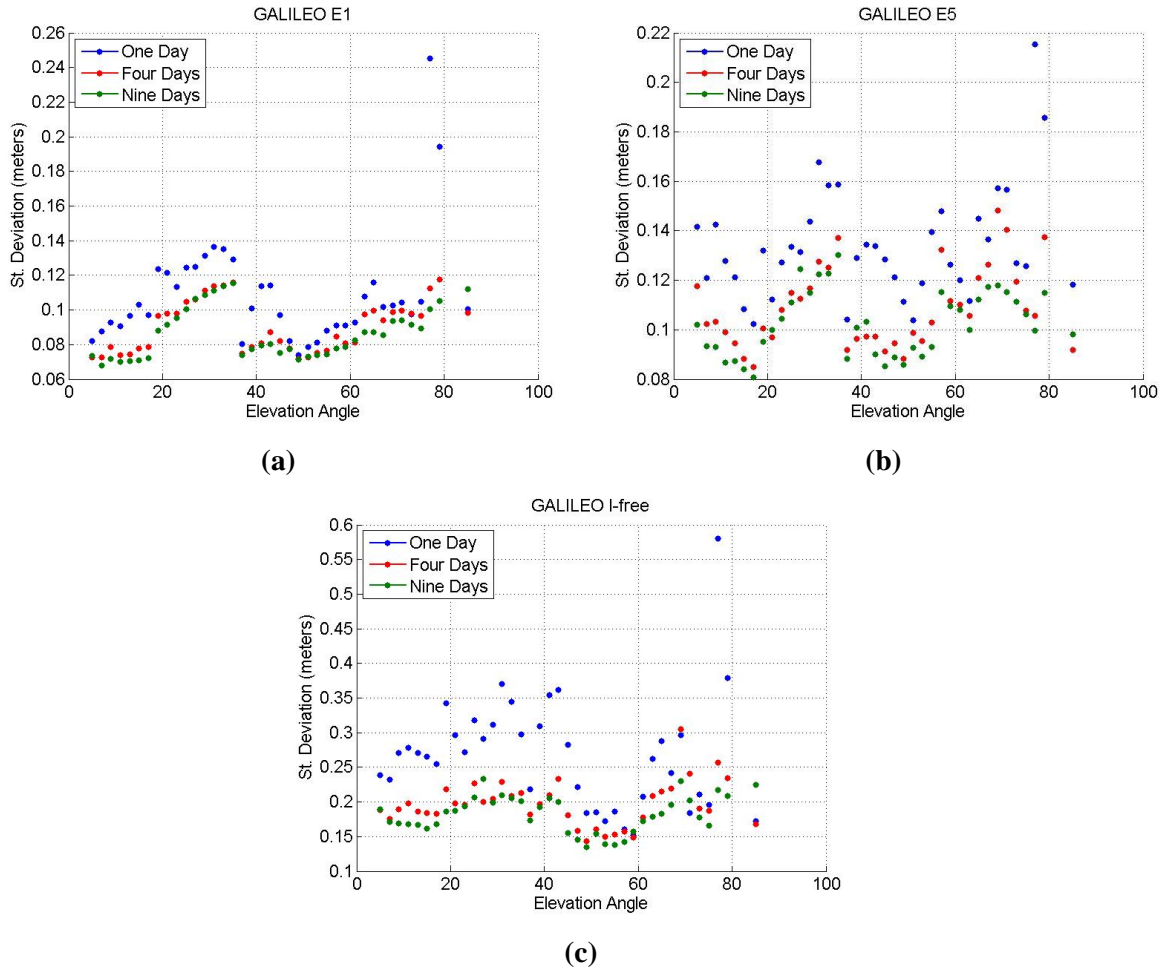 GALILEO E1
0.26
0.24
0.22
0.2
0.18
0.16
0.14
0.12
0.1
0.08
0.06
0 20 40 60 80 100
St. Deviation (meters)
Elevation Angle
One Day
Four Days
Nine Days
(a)
GALILEO E5
0.22
0.2
0.18
0.16
0.14
0.12
0.1
0.08
0 20 40 60 80 100
St. Deviation (meters)
Elevation Angle
One Day
Four Days
Nine Days
(b)
GALILEO I-free
0.6
0.55
0.5
0.45
0.4
0.35
0.3
0.25
0.2
0.15
0.1
0 20 40 60 80 100
St. Deviation (meters)
Elevation Angle
One Day
Four Days
Nine Days
(c)